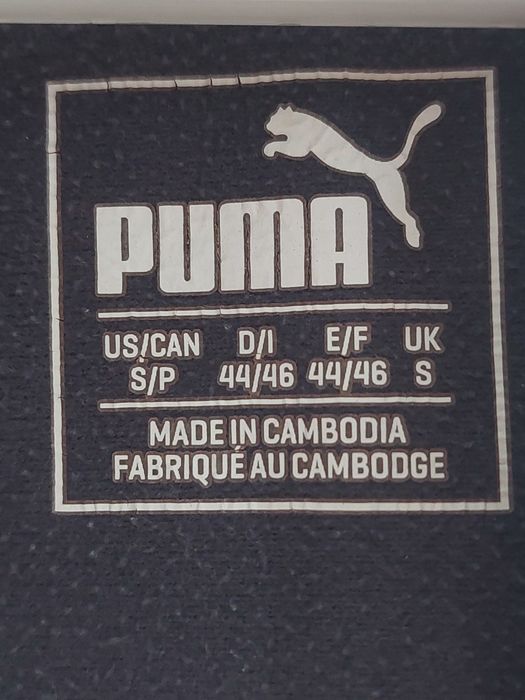 PUMA
US/CAN D/I E/F UK
S/P 44/46 44/46 S
MADE IN CAMBODIA
FABRIQUÉ AU CAMBODGE